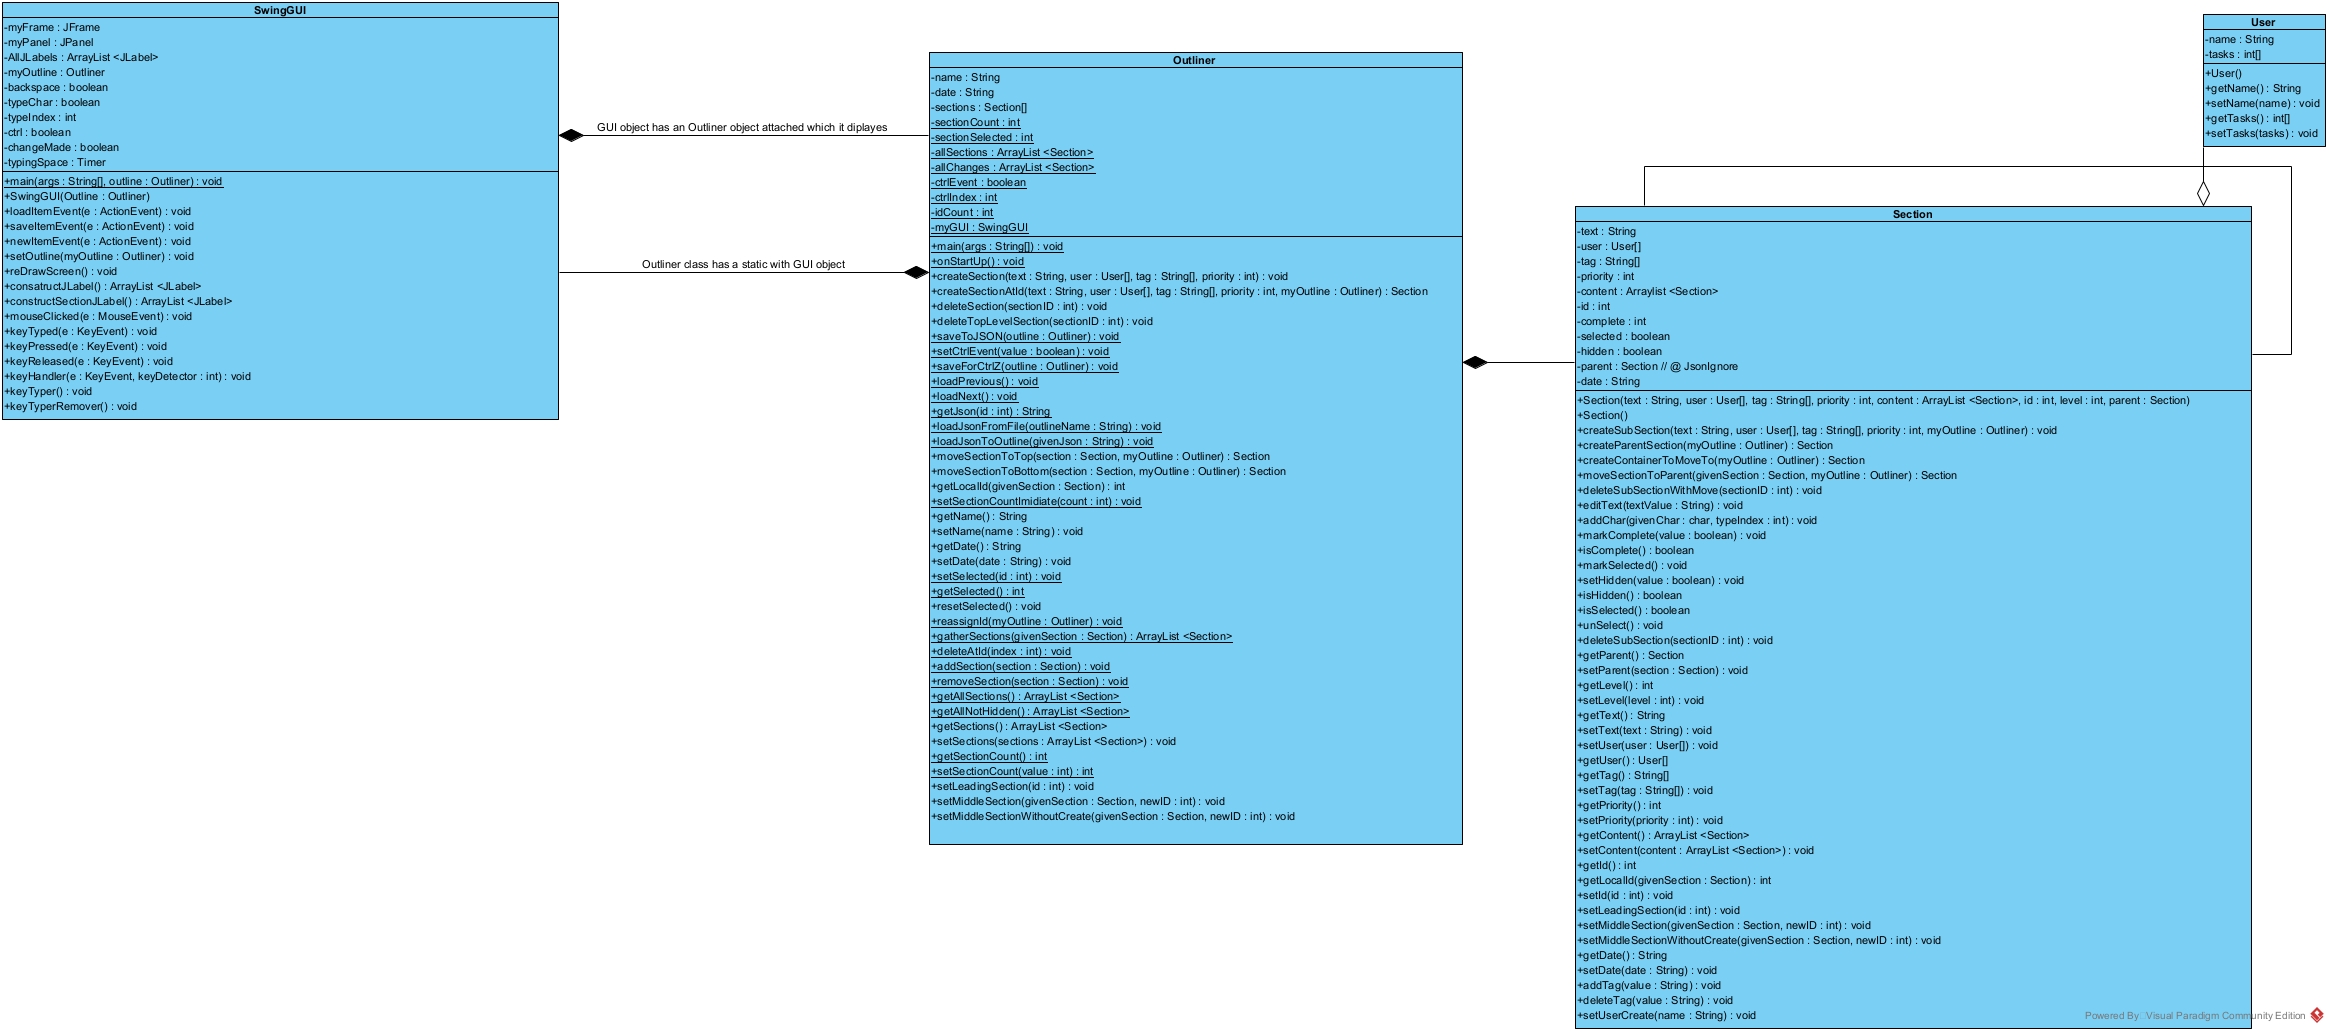 SwingGUI
-myFrame : JFrame
-myPanel : JPanel
-AllJLabels : ArrayList <JLabel>
-myOutline : Outliner
-backspace : boolean
-typeChar : boolean
-typeIndex : int
-ctrl : boolean
-changeMade : boolean
-typingSpace : Timer
+main(args : String[], outline : Outliner) : void
+SwingGUI(Outline : Outliner)
+loadItemEvent(e : ActionEvent) : void
+saveItemEvent(e : ActionEvent) : void
+newItemEvent(e : ActionEvent) : void
+setOutline(myOutline : Outliner) : void
+reDrawScreen() : void
+consatructJLabel() : ArrayList <JLabel>
+constructSectionJLabel() : ArrayList <JLabel>
+mouseClicked(e : MouseEvent) : void
+keyTyped(e : KeyEvent) : void
+keyPressed(e : KeyEvent) : void
+keyReleased(e : KeyEvent) : void
+keyHandler(e : KeyEvent, keyDetector : int) : void
+keyTyper() : void
+keyTyperRemover() : void
GUI object has an Outliner object attached which it diplayes
Outliner class has a static with GUI object
Outliner
-name : String
-date : String
-sections : Section[]
-sectionCount : int
-sectionSelected : int
-allSections : ArrayList <Section>
-allChanges : ArrayList <Section>
-ctrlEvent : boolean
-ctrlIndex : int
-idCount : int
-myGUI : SwingGUI
+main(args : String[]) : void
+onStartUp() : void
+createSection(text : String, user : User[], tag : String[], priority : int) : void
+createSectionAtId(text : String, user : User[], tag : String[], priority : int, myOutline : Outliner) : Section
+deleteSection(sectionID : int) : void
+deleteTopLevelSection(sectionID : int) : void
+saveToJSON(outline : Outliner) : void
+setCtrlEvent(value : boolean) : void
+saveForCtrlZ(outline : Outliner) : void
+loadPrevious() : void
+loadNext() : void
+getJson(id : int) : String
+loadJsonFromFile(outlineName : String) : void
+loadJsonToOutline(givenJson : String) : void
+moveSectionToTop(section : Section, myOutline : Outliner) : Section
+moveSectionToBottom(section : Section, myOutline : Outliner) : Section
+getLocalId(givenSection : Section) : int
+setSectionCountImidiate(count : int) : void
+getName() : String
+setName(name : String) : void
+getDate() : String
+setDate(date : String) : void
+setSelected(id : int) : void
+getSelected() : int
+resetSelected() : void
+reassignId(myOutline : Outliner) : void
+gatherSections(givenSection : Section) : ArrayList <Section>
+deleteAtId(index : int) : void
+addSection(section : Section) : void
+removeSection(section : Section) : void
+getAllSections() : ArrayList <Section>
+getAllNotHidden() : ArrayList <Section>
+getSections() : ArrayList <Section>
+setSections(sections : ArrayList <Section>) : void
+getSectionCount() : int
+setSectionCount(value : int) : int
+setLeadingSection(id : int) : void
+setMiddleSection(givenSection : Section, newID : int) : void
+setMiddleSectionWithoutCreate(givenSection : Section, newID : int) : void
User
-name : String
-tasks : int[]
+User()
+getName() : String
+setName(name) : void
+getTasks() : int[]
+setTasks(tasks) : void
Section
-text : String
-user : User[]
-tag : String[]
-priority : int
-content : Arraylist <Section>
-id : int
-complete : int
-selected : boolean
-hidden : boolean
-parent : Section // @ JsonIgnore
-date : String
+Section(text : String, user : User[], tag : String[], priority : int, content : ArrayList <Section>, id : int, level : int, parent : Section)
+Section()
+createSubSection(text : String, user : User[], tag : String[], priority : int, myOutline : Outliner) : void
+createParentSection(myOutline : Outliner) : Section
+createContainerToMoveTo(myOutline : Outliner) : Section
+moveSectionToParent(givenSection : Section, myOutline : Outliner) : Section
+deleteSubSectionWithMove(sectionID : int) : void
+editText(textValue : String) : void
+addChar(givenChar : char, typeIndex : int) : void
+markComplete(value : boolean) : void
+isComplete() : boolean
+markSelected() : void
+setHidden(value : boolean) : void
+isHidden() : boolean
+isSelected() : boolean
+unSelect() : void
+deleteSubSection(sectionID : int) : void
+getParent() : Section
+setParent(section : Section) : void
+getLevel() : int
+setLevel(level : int) : void
+getText() : String
+setText(text : String) : void
+setUser(user : User[]) : void
+getUser() : User[]
+getTag() : String[]
+setTag(tag : String[]) : void
+getPriority() : int
+setPriority(priority : int) : void
+getContent() : ArrayList <Section>
+setContent(content : ArrayList <Section>) : void
+getId() : int
+getLocalId(givenSection : Section) : int
+setId(id : int) : void
+setLeadingSection(id : int) : void
+setMiddleSection(givenSection : Section, newID : int) : void
+setMiddleSectionWithoutCreate(givenSection : Section, newID : int) : void
+getDate() : String
+setDate(date : String) : void
+addTag(value : String) : void
+deleteTag(value : String) : void
+setUserCreate(name : String) : void
Powered By Visual Paradigm Community Edition